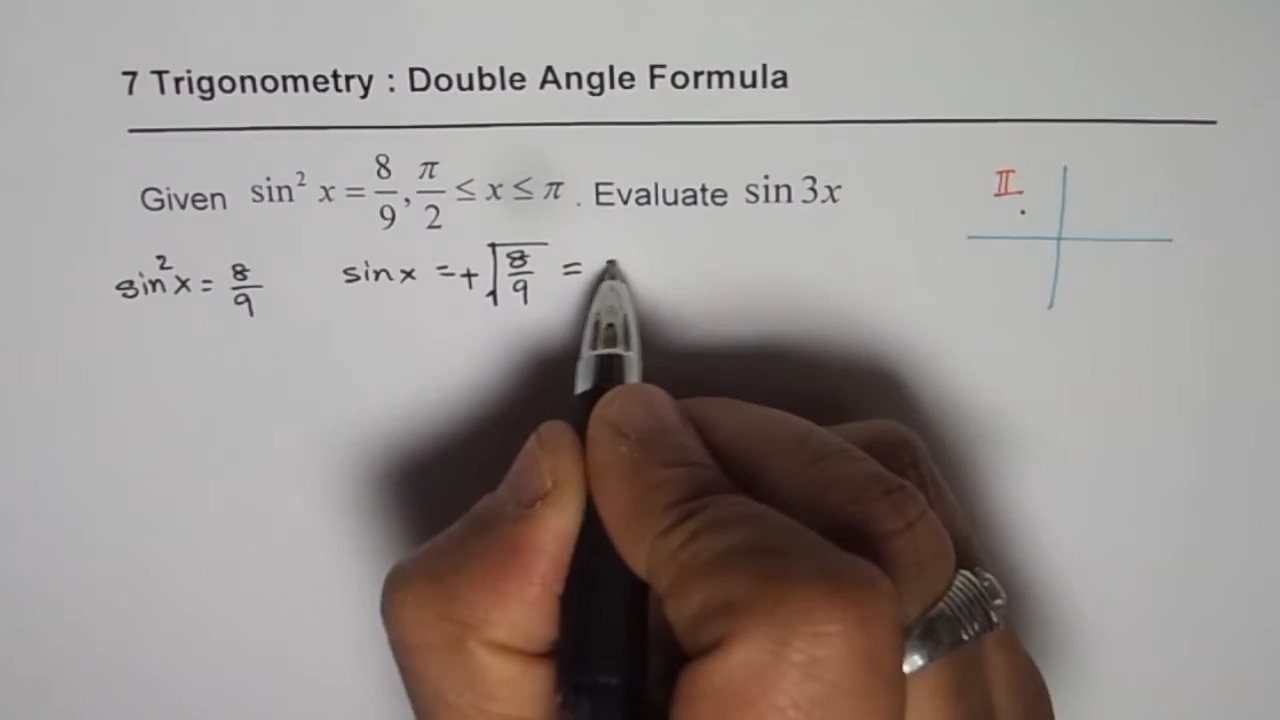 7 Trigonometry : Double Angle Formula
Given sin² x = 8/9, π/2 ≤ x ≤ π . Evaluate sin 3x
II
sin²x = 8/9 sin x = + √(8/9) =